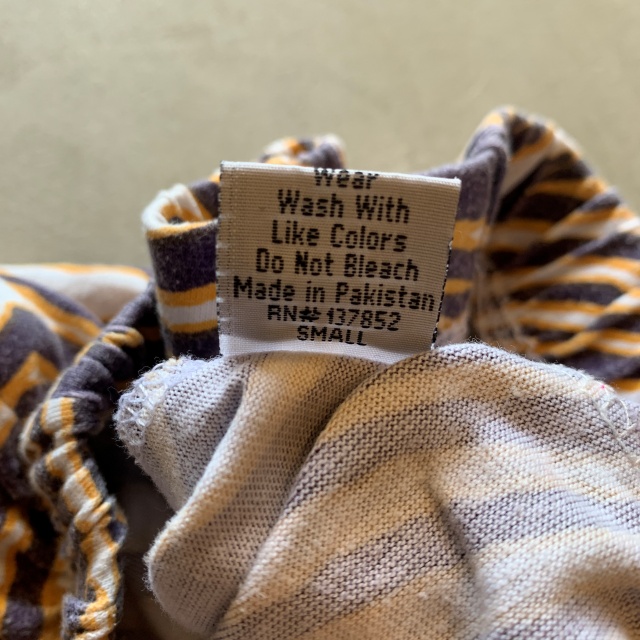 Wear
Wash With
Like Colors
Do Not Bleach
Made in Pakistan
RN# 137852
SMALL